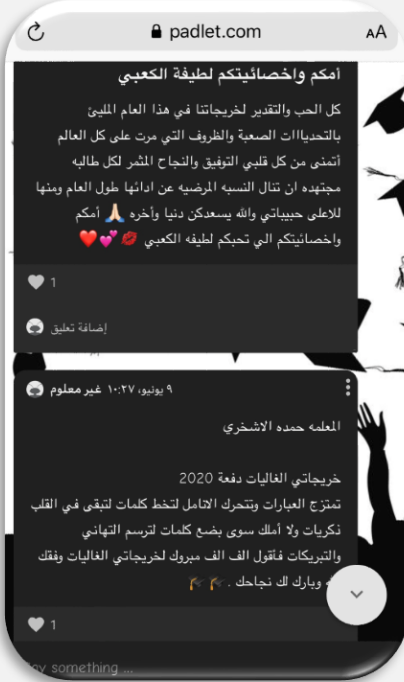 padlet.com
AA
أمكم واخصائيتكم لطيفة الكعبي
كل الحب والتقدير لخريجاتنا في هذا العام المليئ
بالتحديااات الصعبة والظروف التي مرت على كل العالم
أتمنى من كل قلبي التوفيق والنجاح المثمر لكل طالبه
مجتهده ان تنال النسبه المرضيه عن ادائها طول العام ومنها
للاعلى حبيباتي والله يسعدكن دنيا وأخره 🙏🏻 أمكم
واخصائيتكم الي تحبكم لطيفه الكعبي 💋 💕 ❤️
1
إضافة تعليق
غير معلوم ٩ يونيو، ١٠:٢٧
المعلمه حمده الاشخري
خريجاتي الغاليات دفعة 2020
تمتزج العبارات وتتحرك الانامل لتخط كلمات لتبقى في القلب
نكريات ولا أملك سوى بضع كلمات لترسم التهاني
والتبريكات فأقول الف الف مبروك لخريجاتي الغاليات وفقك
وبارك لك نجاحك . 🎓 🎓
1
say something ...